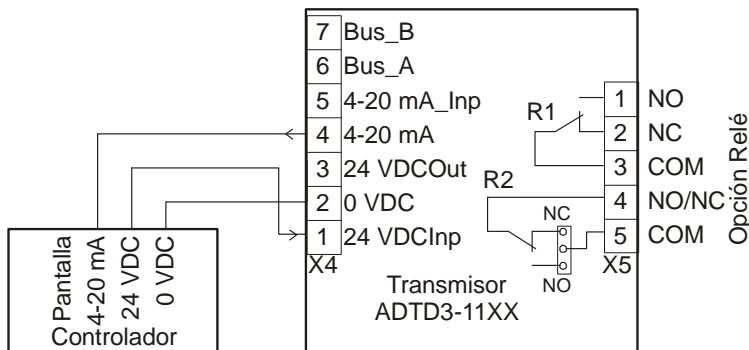 7 Bus_B
6 Bus_A
5 4-20 mA_Inp
4 4-20 mA
3 24 VDCOut
2 0 VDC
1 24 VDCInp
X4
R1
R2
NC
NO
1 NO
2 NC
3 COM
4 NO/NC
5 COM
X5
Opción Relé
Transmisor
ADTD3-11XX
Pantalla
4-20 mA
24 VDC
0 VDC
Controlador